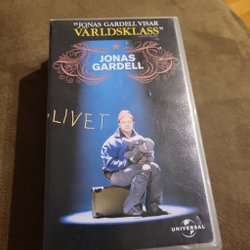 "JONAS GARDELL VISAR
VÄRLDSKLASS"
JONAS
GARDELL
LIVET
UNIVERSAL